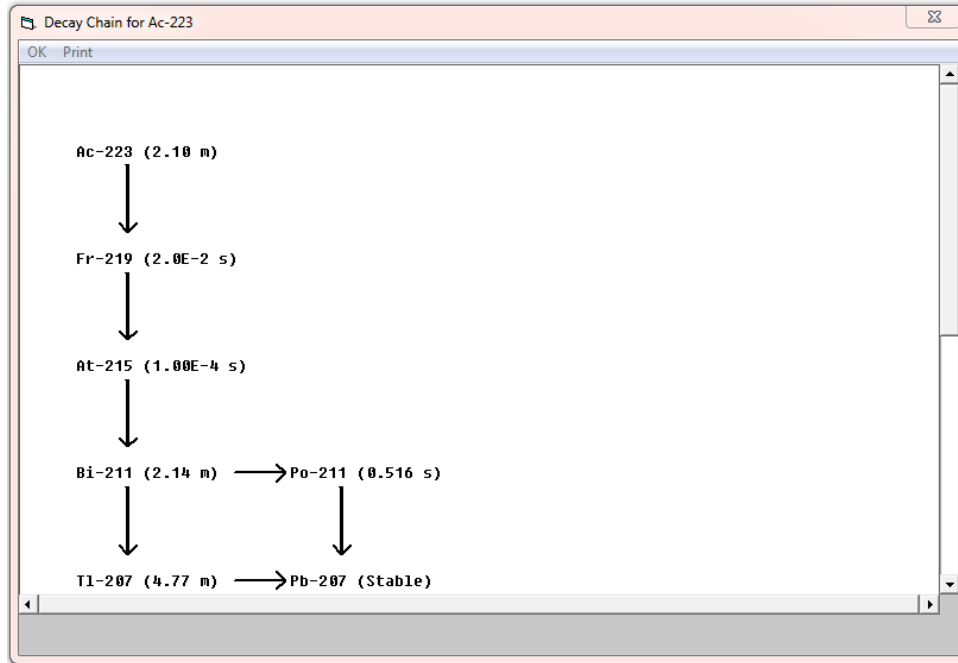 Decay Chain for Ac-223
OK Print
Ac-223 (2.10 m)
Fr-219 (2.0E-2 s)
At-215 (1.00E-4 s)
Bi-211 (2.14 m) Po-211 (0.516 s)
Tl-207 (4.77 m) Pb-207 (Stable)